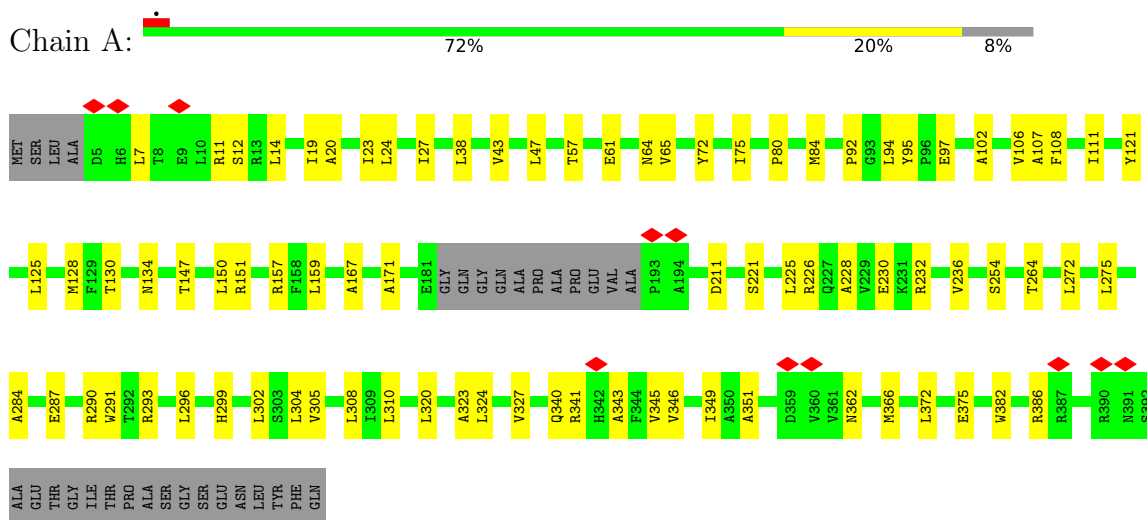 Chain A:
•
72% 20% 8%
MET SER LEU ALA D5 H6 L7 T8 E9 L10 R11 S12 R13 L14 I19 A20 I23 L24 I27 L38 V43 L47 T57 E61 N64 V65 Y72 I75 P80 M84 P92 G93 L94 Y95 P96 E97 A102 V106 A107 F108 I111 Y121
L125 M128 F129 T130 N134 T147 L150 R151 R157 F158 L159 A167 A171 E181 GLY GLN GLY GLN ALA PRO ALA PRO GLU VAL ALA P193 A194 D211 S221 L225 R226 Q227 A228 V229 E230 K231 R232 V236 S254 T264 L272 L275
A284 E287 R290 W291 T292 R293 L296 H299 L302 S303 L304 V305 L308 I309 L310 L320 A323 L324 V327 Q340 R341 H342 A343 F344 V345 V346 I349 A350 A351 D359 V360 V361 N362 M366 L372 E375 W382 R386 R387 R390 N391
ALA GLU THR GLY ILE THR PRO ALA SER GLY SER GLU ASN LEU TYR PHE GLN